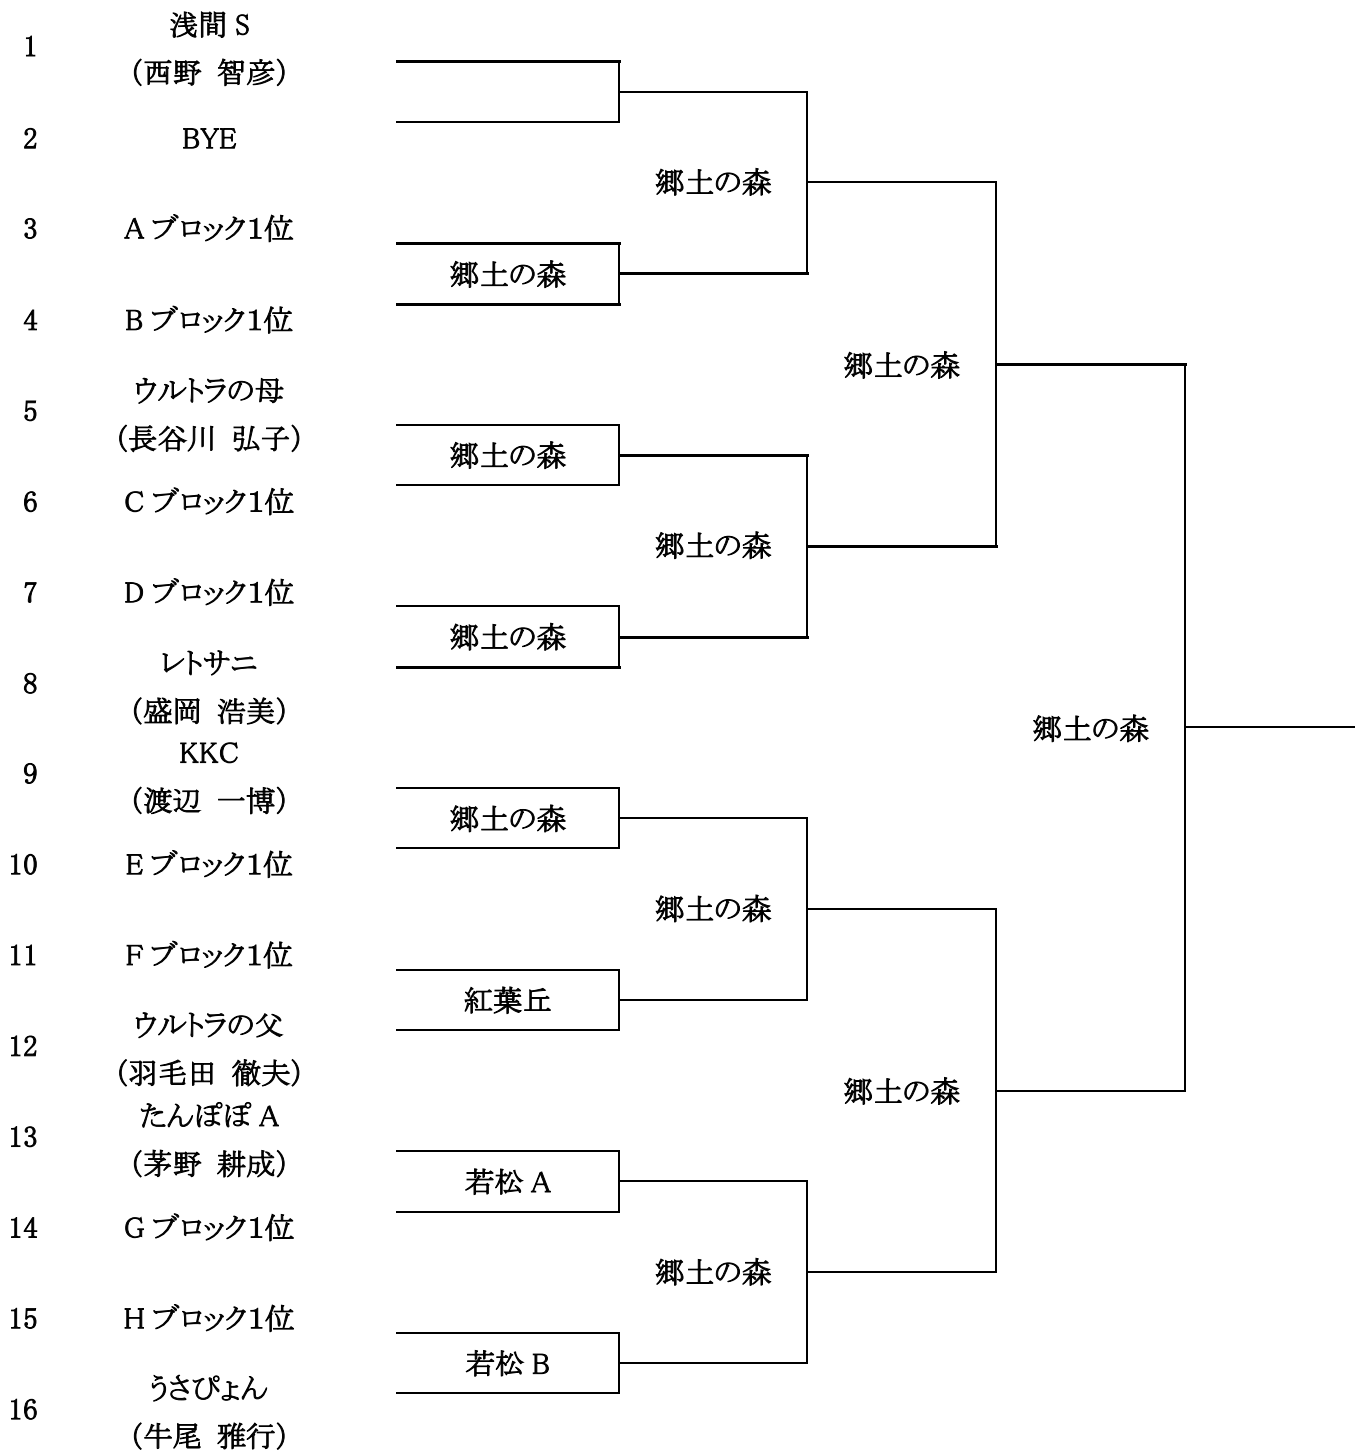 浅間 S
1
（西野 智彦）
2 BYE
郷土の森
3 A ブロック1位
郷土の森
4 B ブロック1位
郷土の森
ウルトラの母
5
（長谷川 弘子）
郷土の森
6 C ブロック1位
郷土の森
7 D ブロック1位
郷土の森
レトサニ
8
（盛岡 浩美）
郷土の森
KKC
9
（渡辺 一博）
郷土の森
10 E ブロック1位
郷土の森
11 F ブロック1位
紅葉丘
ウルトラの父
12
（羽毛田 徹夫）
郷土の森
たんぽぽ A
13
（茅野 耕成）
若松 A
14 G ブロック1位
郷土の森
15 H ブロック1位
若松 B
うさぴょん
16
（牛尾 雅行）